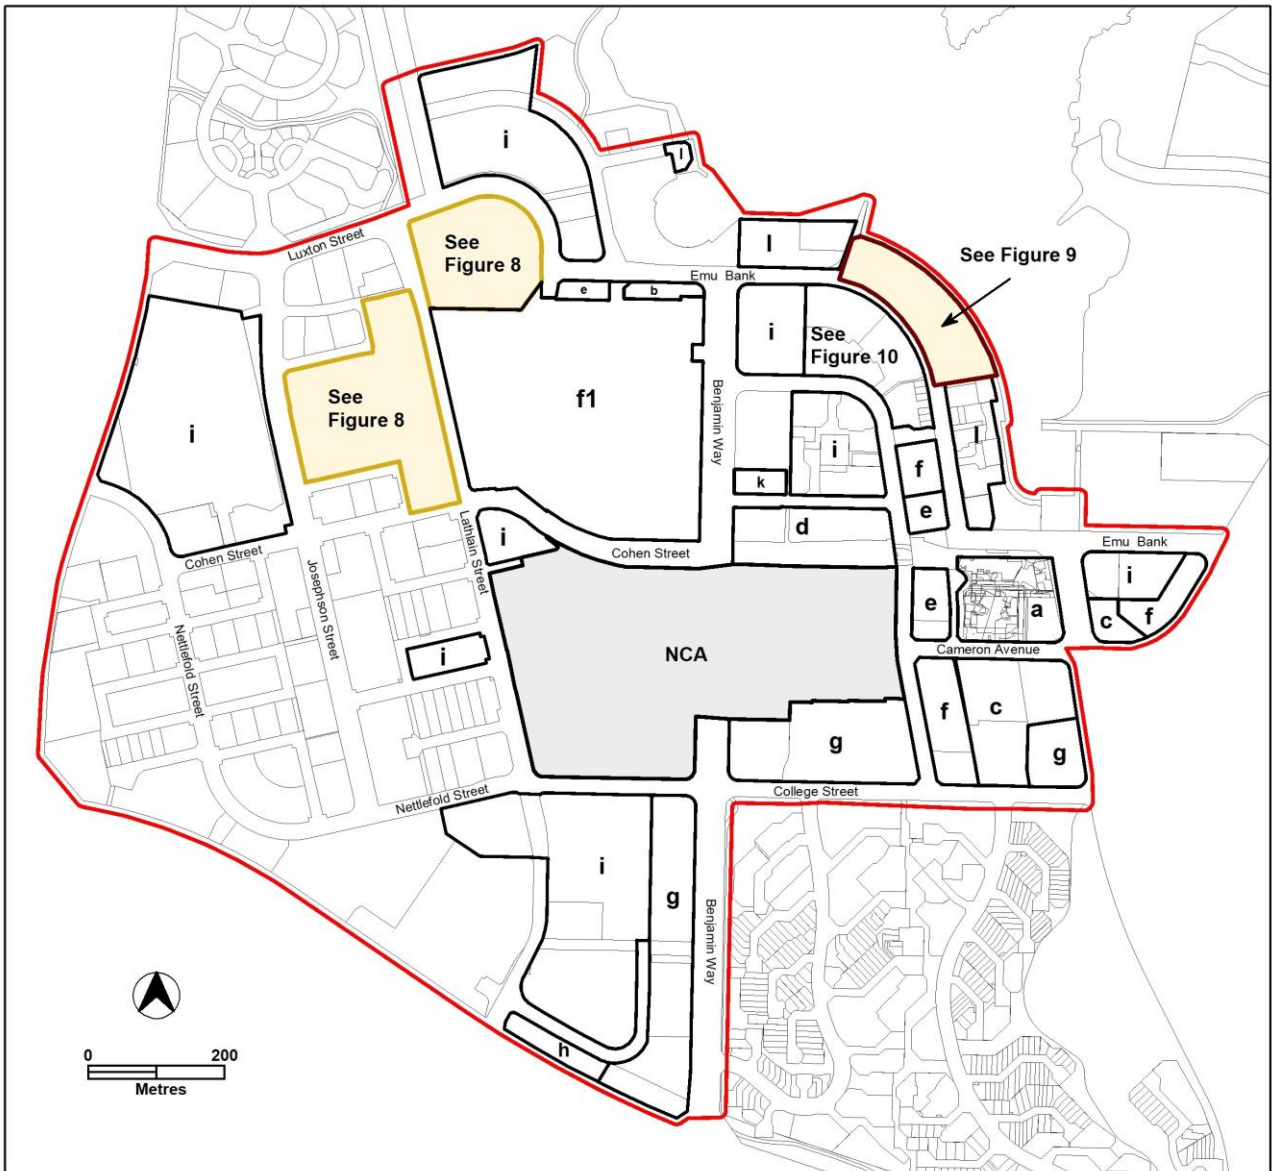 i
l
See
Figure 8
Luxton Street
l
See Figure 9
Emu Bank
e
b
i
See
Figure 10
See
Figure 8
f1
Benjamin Way
i
i
l
f
k
e
d
Lathlain Street
i
Cohen Street
Emu Bank
Cohen Street
Josephson Street
i
e
a
c
f
Nettlefold Street
i
NCA
Cameron Avenue
f
c
g
g
College Street
Nettlefold Street
i
g
Benjamin Way
h
0 200
Metres